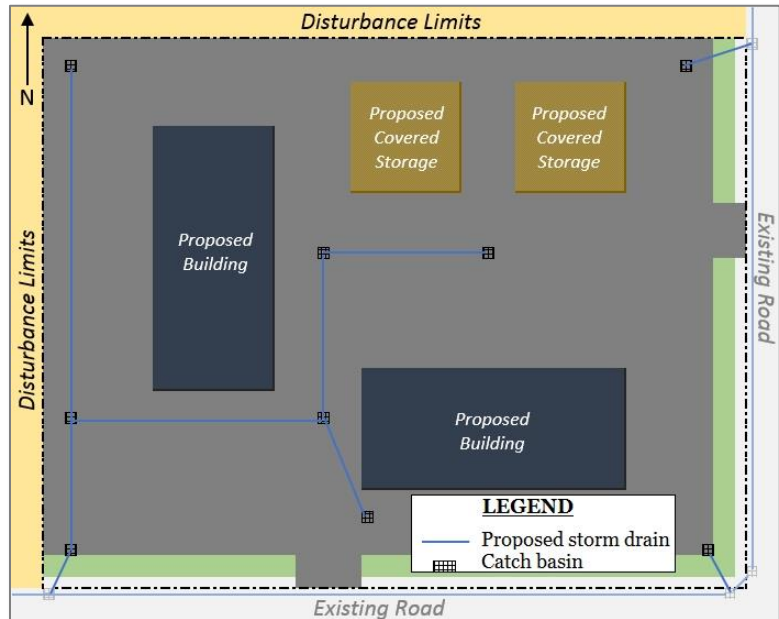 Disturbance Limits
N
Proposed
Covered
Storage
Proposed
Covered
Storage
Proposed
Building
Disturbance Limits
Existing Road
Proposed
Building
LEGEND
Proposed storm drain
Catch basin
Existing Road